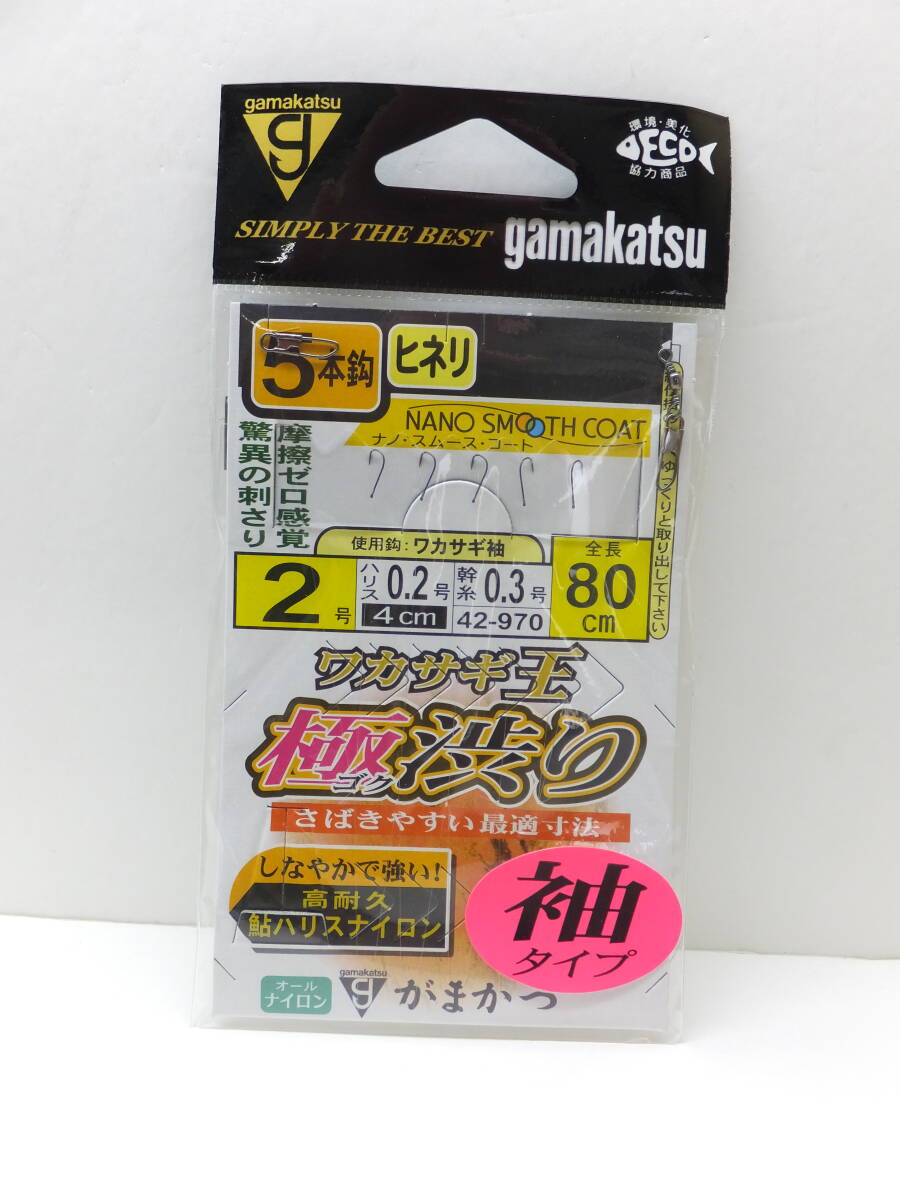 gamakatsu
環境・美化
DECO
協力商品
SIMPLY THE BEST
gamakatsu
5本鈎
ヒネリ
NANO SMOOTH COAT
ナノ・スムース・コート
摩擦ゼロ感覚
驚異の刺さり
ゆっくりと取り出して下さい
使用鈎:ワカサギ袖
2号
ハリス0.2号
4cm
幹糸0.3号
42-970
全長
80
cm
ワカサギ王
極渋り
ゴク
さばきやすい最適寸法
しなやかで強い!
高耐久
鮎ハリスナイロン
袖
タイプ
オール
ナイロン
gamakatsu
がまかつ